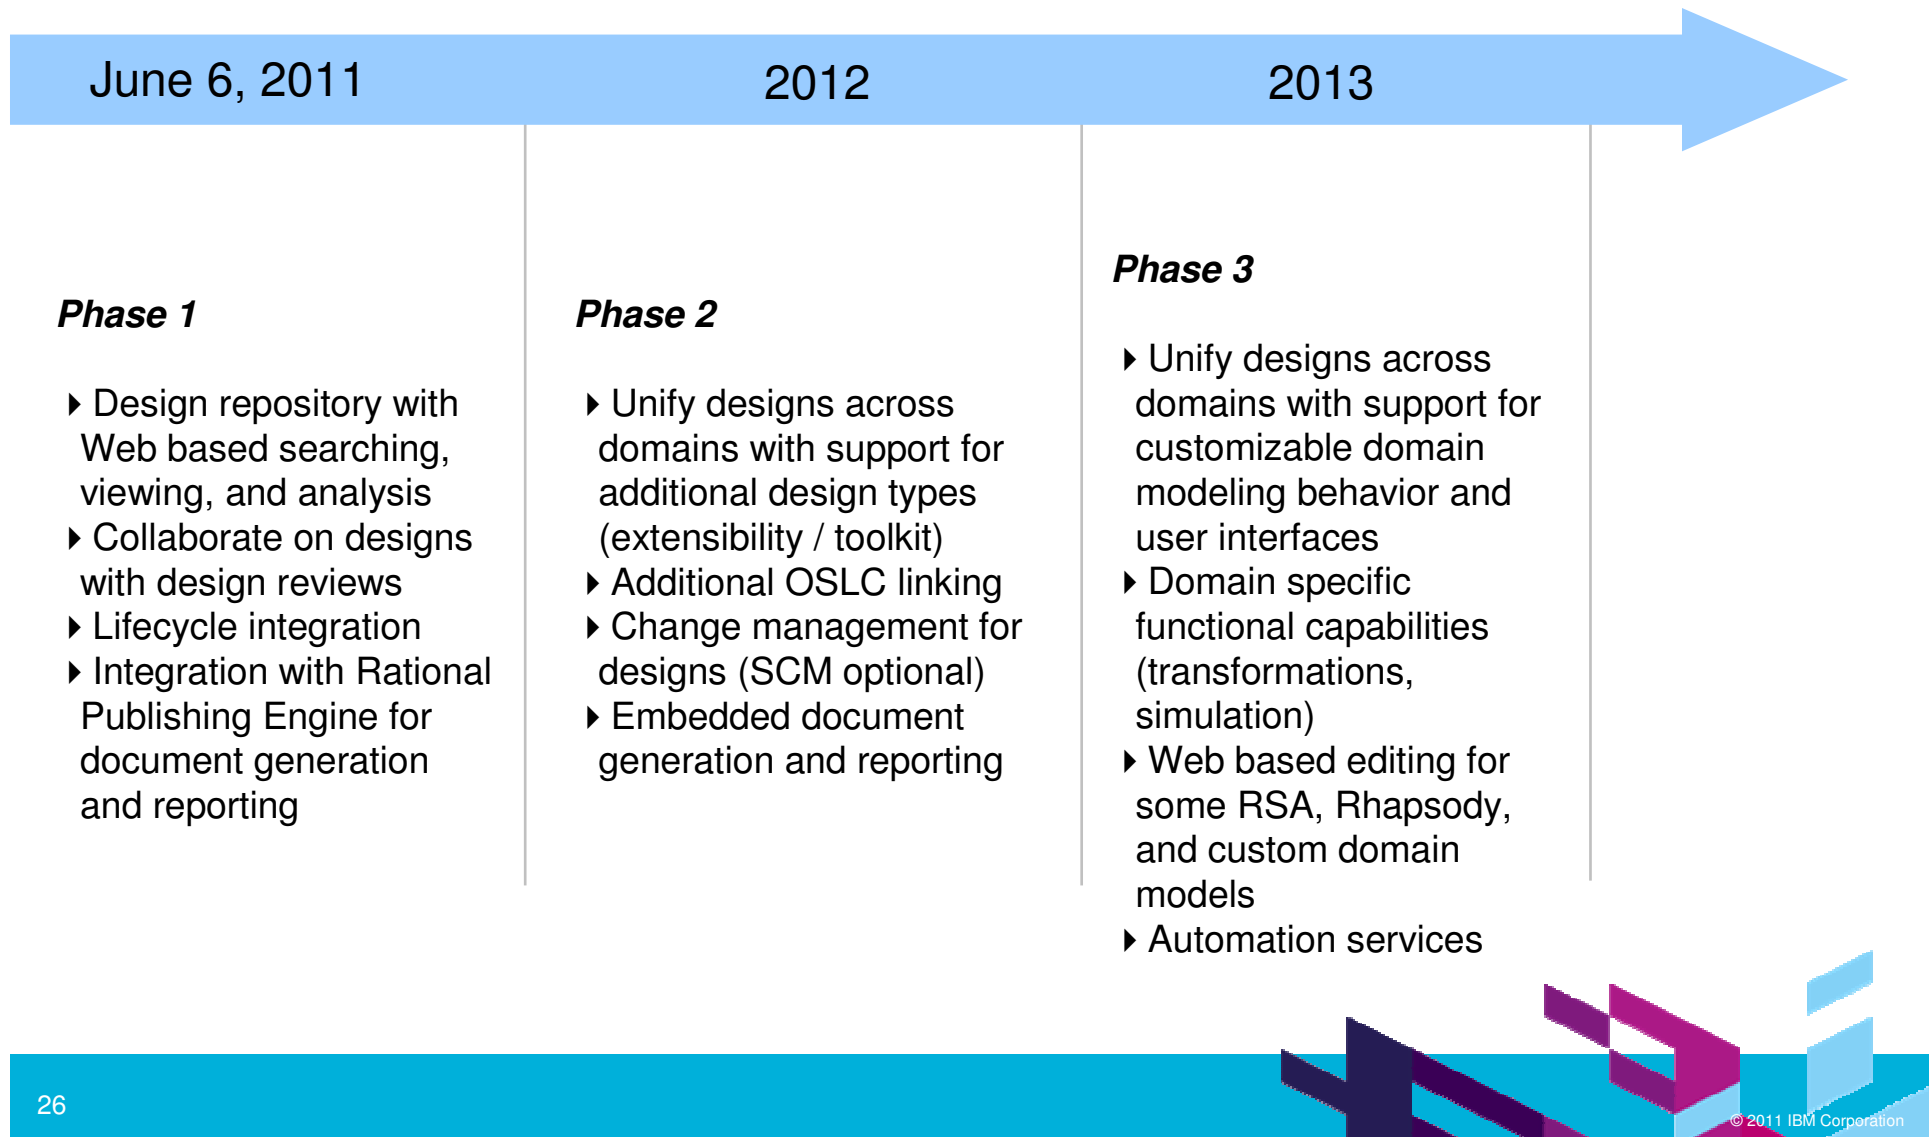 June 6, 2011
2012
2013
Phase 1
Design repository with
Web based searching,
viewing, and analysis
Collaborate on designs
with design reviews
Lifecycle integration
Integration with Rational
Publishing Engine for
document generation
and reporting
Phase 2
Unify designs across
domains with support for
additional design types
(extensibility / toolkit)
Additional OSLC linking
Change management for
designs (SCM optional)
Embedded document
generation and reporting
Phase 3
Unify designs across
domains with support for
customizable domain
modeling behavior and
user interfaces
Domain specific
functional capabilities
(transformations,
simulation)
Web based editing for
some RSA, Rhapsody,
and custom domain
models
Automation services
26
© 2011 IBM Corporation